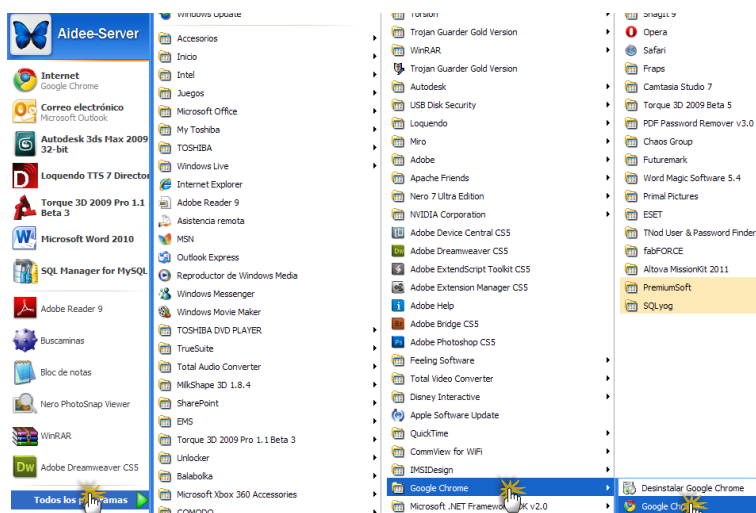 Aidee-Server
Internet
Google Chrome
Correo electrónico
Microsoft Outlook
Autodesk 3ds Max 2009
32-bit
Loquendo TTS 7 Director
Torque 3D 2009 Pro 1.1
Beta 3
Microsoft Word 2010
SQL Manager for MySQL
Adobe Reader 9
Buscaminas
Bloc de notas
Nero PhotoSnap Viewer
WinRAR
Adobe Dreamweaver CS5
Todos los programas
Windows Update
Accesorios
Inicio
Intel
Juegos
Microsoft Office
My Toshiba
TOSHIBA
Windows Live
Internet Explorer
Adobe Reader 9
Asistencia remota
MSN
Outlook Express
Reproductor de Windows Media
Windows Messenger
Windows Movie Maker
TOSHIBA DVD PLAYER
TrueSuite
Total Audio Converter
MilkShape 3D 1.8.4
SharePoint
EMS
Torque 3D 2009 Pro 1.1 Beta 3
Unlocker
Balabolka
Microsoft Xbox 360 Accessories
COMODO
Torsion
Trojan Guarder Gold Version
WinRAR
Trojan Guarder Gold Version
Autodesk
USB Disk Security
Loquendo
Miro
Adobe
Apache Friends
Nero 7 Ultra Edition
NVIDIA Corporation
Adobe Device Central CS5
Adobe Dreamweaver CS5
Adobe ExtendScript Toolkit CS5
Adobe Extension Manager CS5
Adobe Help
Adobe Bridge CS5
Adobe Photoshop CS5
Feeling Software
Total Video Converter
Disney Interactive
Apple Software Update
QuickTime
CommView for WiFi
IMSIDesign
Google Chrome
Microsoft .NET Framework SDK v2.0
SnagIt 9
Opera
Safari
Fraps
Camtasia Studio 7
Torque 3D 2009 Beta 5
PDF Password Remover v3.0
Chaos Group
Futuremark
Word Magic Software 5.4
Primal Pictures
ESET
TNod User & Password Finder
fabFORCE
Altova MissionKit 2011
PremiumSoft
SQLyog
Desinstalar Google Chrome
Google Chrome